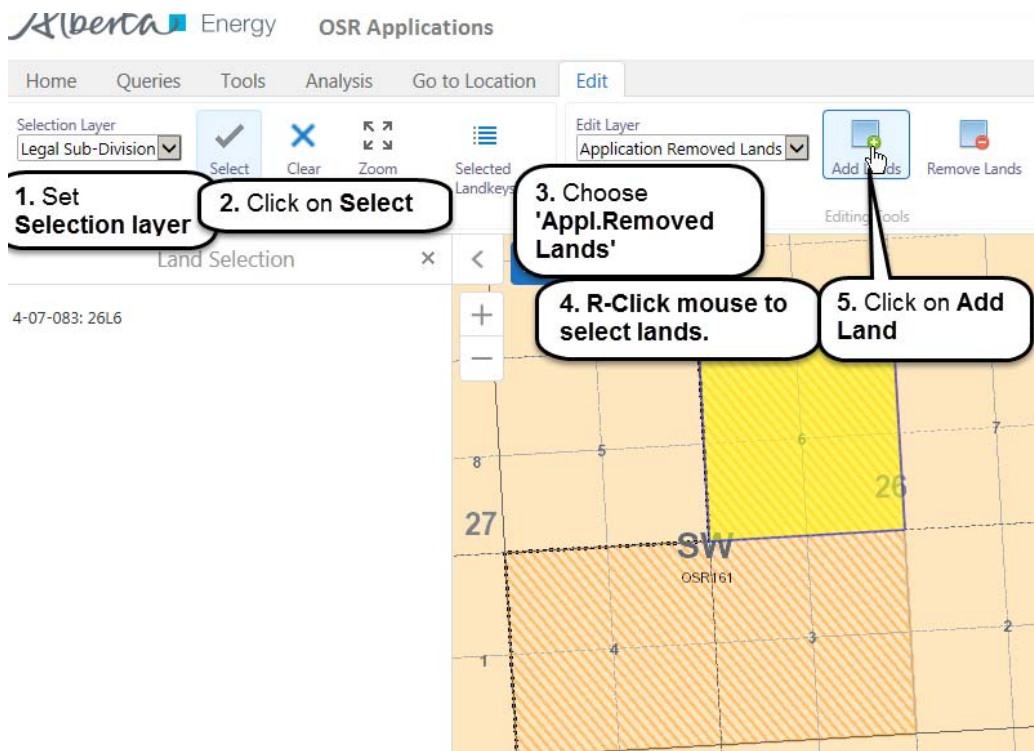 Alberta Energy OSR Applications
Home Queries Tools Analysis Go to Location Edit
Selection Layer
Legal Sub-Division
Select Clear Zoom
Selected
Landkeys
Edit Layer
Application Removed Lands
Add Lands Remove Lands
Editing Tools
1. Set
Selection layer
2. Click on Select
3. Choose
'Appl.Removed
Lands'
4. R-Click mouse to
select lands.
5. Click on Add
Land
Land Selection ×
4-07-083: 26L6
<
+
−
8 5 6 7
26
27
SW
OSR161
1 4 3 2